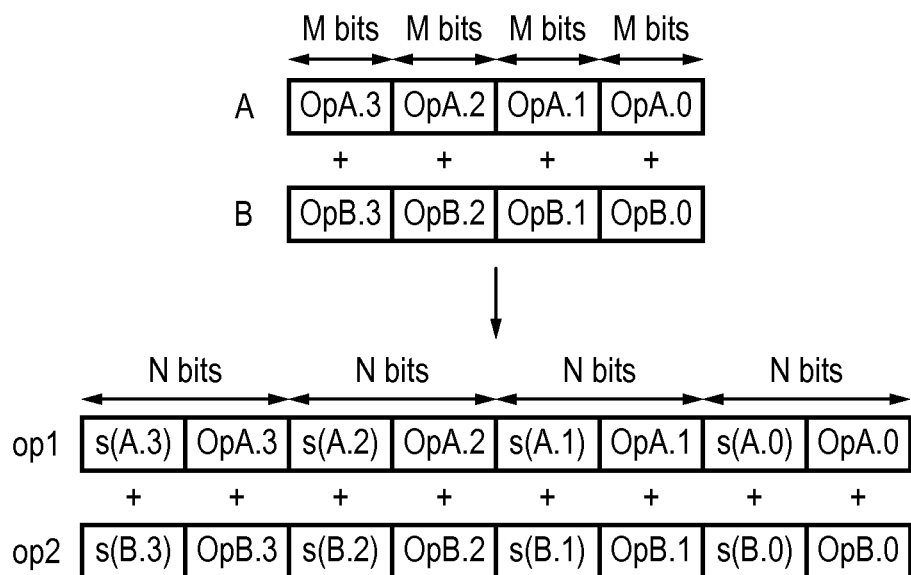 M bits M bits M bits M bits
A OpA.3 OpA.2 OpA.1 OpA.0
+ + + +
B OpB.3 OpB.2 OpB.1 OpB.0
N bits N bits N bits N bits
op1 s(A.3) OpA.3 s(A.2) OpA.2 s(A.1) OpA.1 s(A.0) OpA.0
+ + + + + + + +
op2 s(B.3) OpB.3 s(B.2) OpB.2 s(B.1) OpB.1 s(B.0) OpB.0